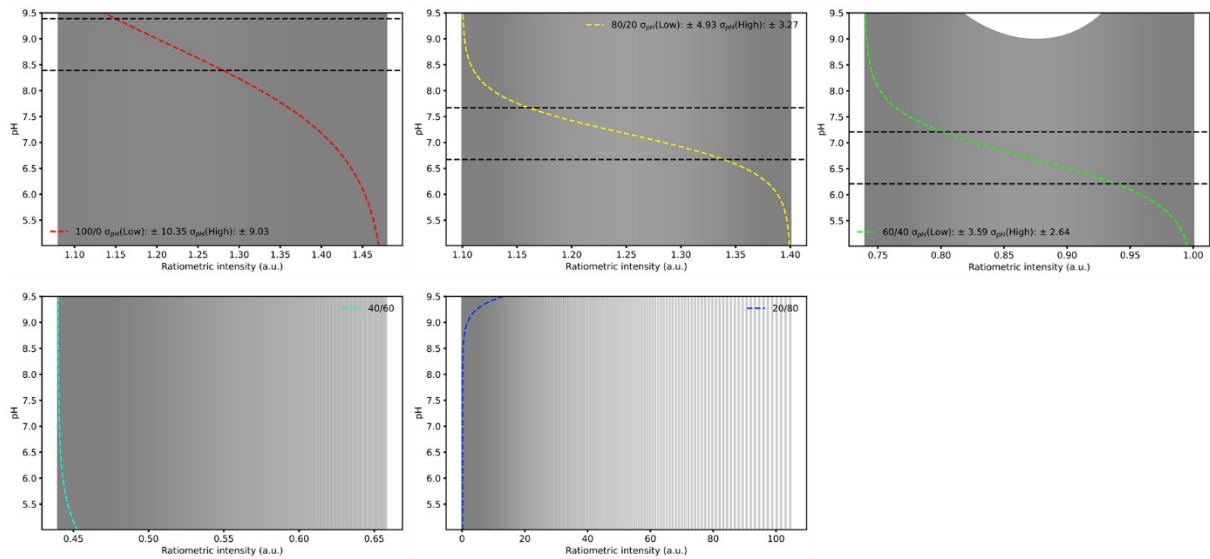 9.5
9.0
8.5
8.0
7.5
7.0
6.5
6.0
5.5
pH
100/0 σpH(Low): ± 10.35 σpH(High): ± 9.03
1.10 1.15 1.20 1.25 1.30 1.35 1.40 1.45
Ratiometric intensity (a.u.)
9.5
9.0
8.5
8.0
7.5
7.0
6.5
6.0
5.5
pH
80/20 σpH(Low): ± 4.93 σpH(High): ± 3.27
1.10 1.15 1.20 1.25 1.30 1.35 1.40
Ratiometric intensity (a.u.)
9.5
9.0
8.5
8.0
7.5
7.0
6.5
6.0
5.5
pH
60/40 σpH(Low): ± 3.59 σpH(High): ± 2.64
0.75 0.80 0.85 0.90 0.95 1.00
Ratiometric intensity (a.u.)
9.5
9.0
8.5
8.0
7.5
7.0
6.5
6.0
5.5
pH
40/60
0.45 0.50 0.55 0.60 0.65
Ratiometric intensity (a.u.)
9.5
9.0
8.5
8.0
7.5
7.0
6.5
6.0
5.5
pH
20/80
0 20 40 60 80 100
Ratiometric intensity (a.u.)